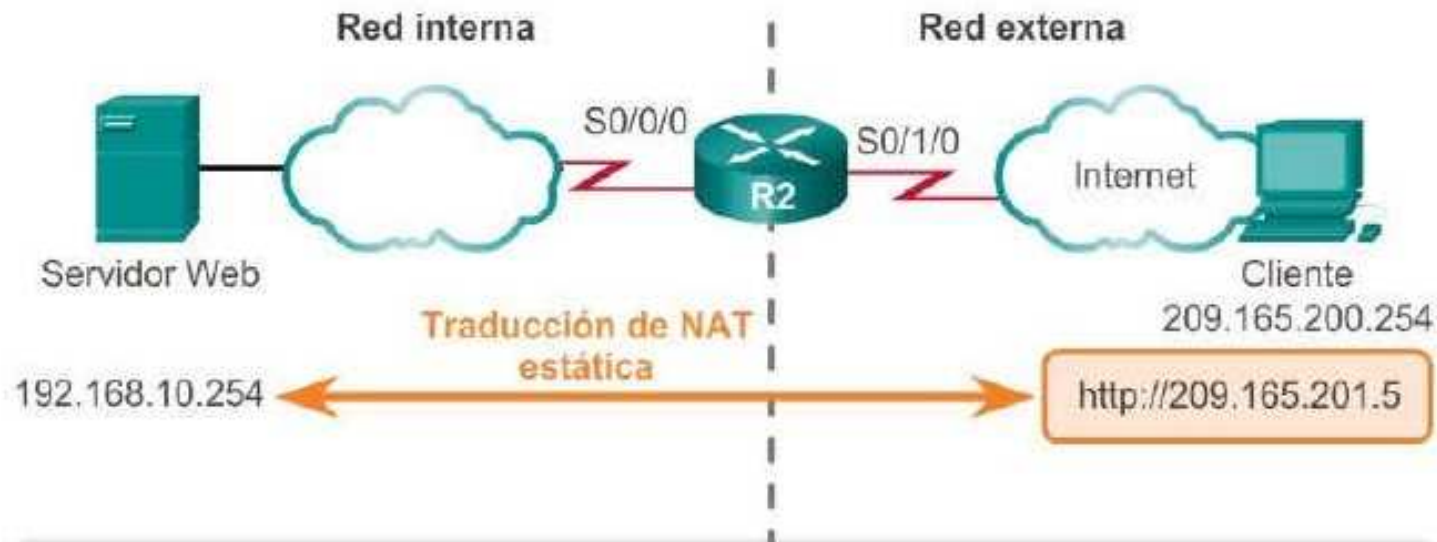 Red interna
Red externa
S0/0/0
S0/1/0
R2
Internet
Servidor Web
Cliente
209.165.200.254
Traducción de NAT
estática
192.168.10.254
http://209.165.201.5